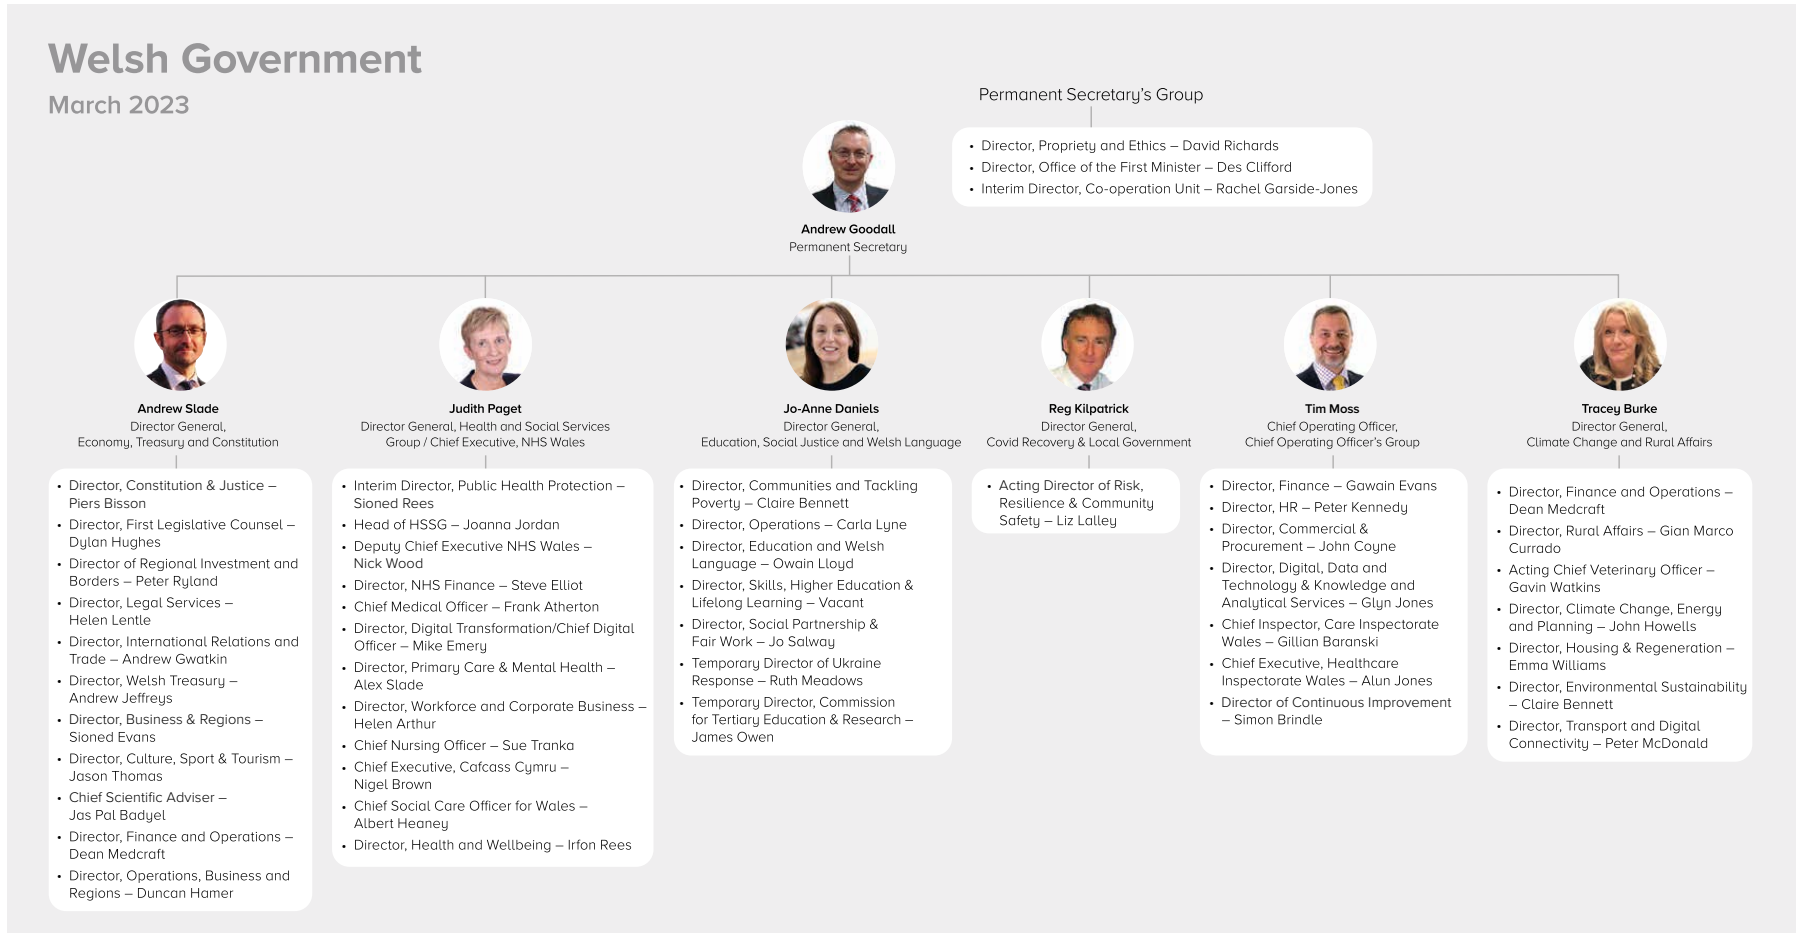 Welsh Government
March 2023
Permanent Secretary's Group
• Director, Propriety and Ethics – David Richards
• Director, Office of the First Minister – Des Clifford
• Interim Director, Co-operation Unit – Rachel Garside-Jones
Andrew Goodall
Permanent Secretary
Andrew Slade
Director General,
Economy, Treasury and Constitution
• Director, Constitution & Justice –
Piers Bisson
• Director, First Legislative Counsel –
Dylan Hughes
• Director of Regional Investment and
Borders – Peter Ryland
• Director, Legal Services –
Helen Lentle
• Director, International Relations and
Trade – Andrew Gwatkin
• Director, Welsh Treasury –
Andrew Jeffreys
• Director, Business & Regions –
Sioned Evans
• Director, Culture, Sport & Tourism –
Jason Thomas
• Chief Scientific Adviser –
Jas Pal Badyel
• Director, Finance and Operations –
Dean Medcraft
• Director, Operations, Business and
Regions – Duncan Hamer
Judith Paget
Director General, Health and Social Services
Group / Chief Executive, NHS Wales
• Interim Director, Public Health Protection –
Sioned Rees
• Head of HSSG – Joanna Jordan
• Deputy Chief Executive NHS Wales –
Nick Wood
• Director, NHS Finance – Steve Elliot
• Chief Medical Officer – Frank Atherton
• Director, Digital Transformation/Chief Digital
Officer – Mike Emery
• Director, Primary Care & Mental Health –
Alex Slade
• Director, Workforce and Corporate Business –
Helen Arthur
• Chief Nursing Officer – Sue Tranka
• Chief Executive, Cafcass Cymru –
Nigel Brown
• Chief Social Care Officer for Wales –
Albert Heaney
• Director, Health and Wellbeing – Irfon Rees
Jo-Anne Daniels
Director General,
Education, Social Justice and Welsh Language
• Director, Communities and Tackling
Poverty – Claire Bennett
• Director, Operations – Carla Lyne
• Director, Education and Welsh
Language – Owain Lloyd
• Director, Skills, Higher Education &
Lifelong Learning – Vacant
• Director, Social Partnership &
Fair Work – Jo Salway
• Temporary Director of Ukraine
Response – Ruth Meadows
• Temporary Director, Commission
for Tertiary Education & Research –
James Owen
Reg Kilpatrick
Director General,
Covid Recovery & Local Government
• Acting Director of Risk,
Resilience & Community
Safety – Liz Lalley
Tim Moss
Chief Operating Officer,
Chief Operating Officer's Group
• Director, Finance – Gawain Evans
• Director, HR – Peter Kennedy
• Director, Commercial &
Procurement – John Coyne
• Director, Digital, Data and
Technology & Knowledge and
Analytical Services – Glyn Jones
• Chief Inspector, Care Inspectorate
Wales – Gillian Baranski
• Chief Executive, Healthcare
Inspectorate Wales – Alun Jones
• Director of Continuous Improvement
– Simon Brindle
Tracey Burke
Director General,
Climate Change and Rural Affairs
• Director, Finance and Operations –
Dean Medcraft
• Director, Rural Affairs – Gian Marco
Currado
• Acting Chief Veterinary Officer –
Gavin Watkins
• Director, Climate Change, Energy
and Planning – John Howells
• Director, Housing & Regeneration –
Emma Williams
• Director, Environmental Sustainability
– Claire Bennett
• Director, Transport and Digital
Connectivity – Peter McDonald